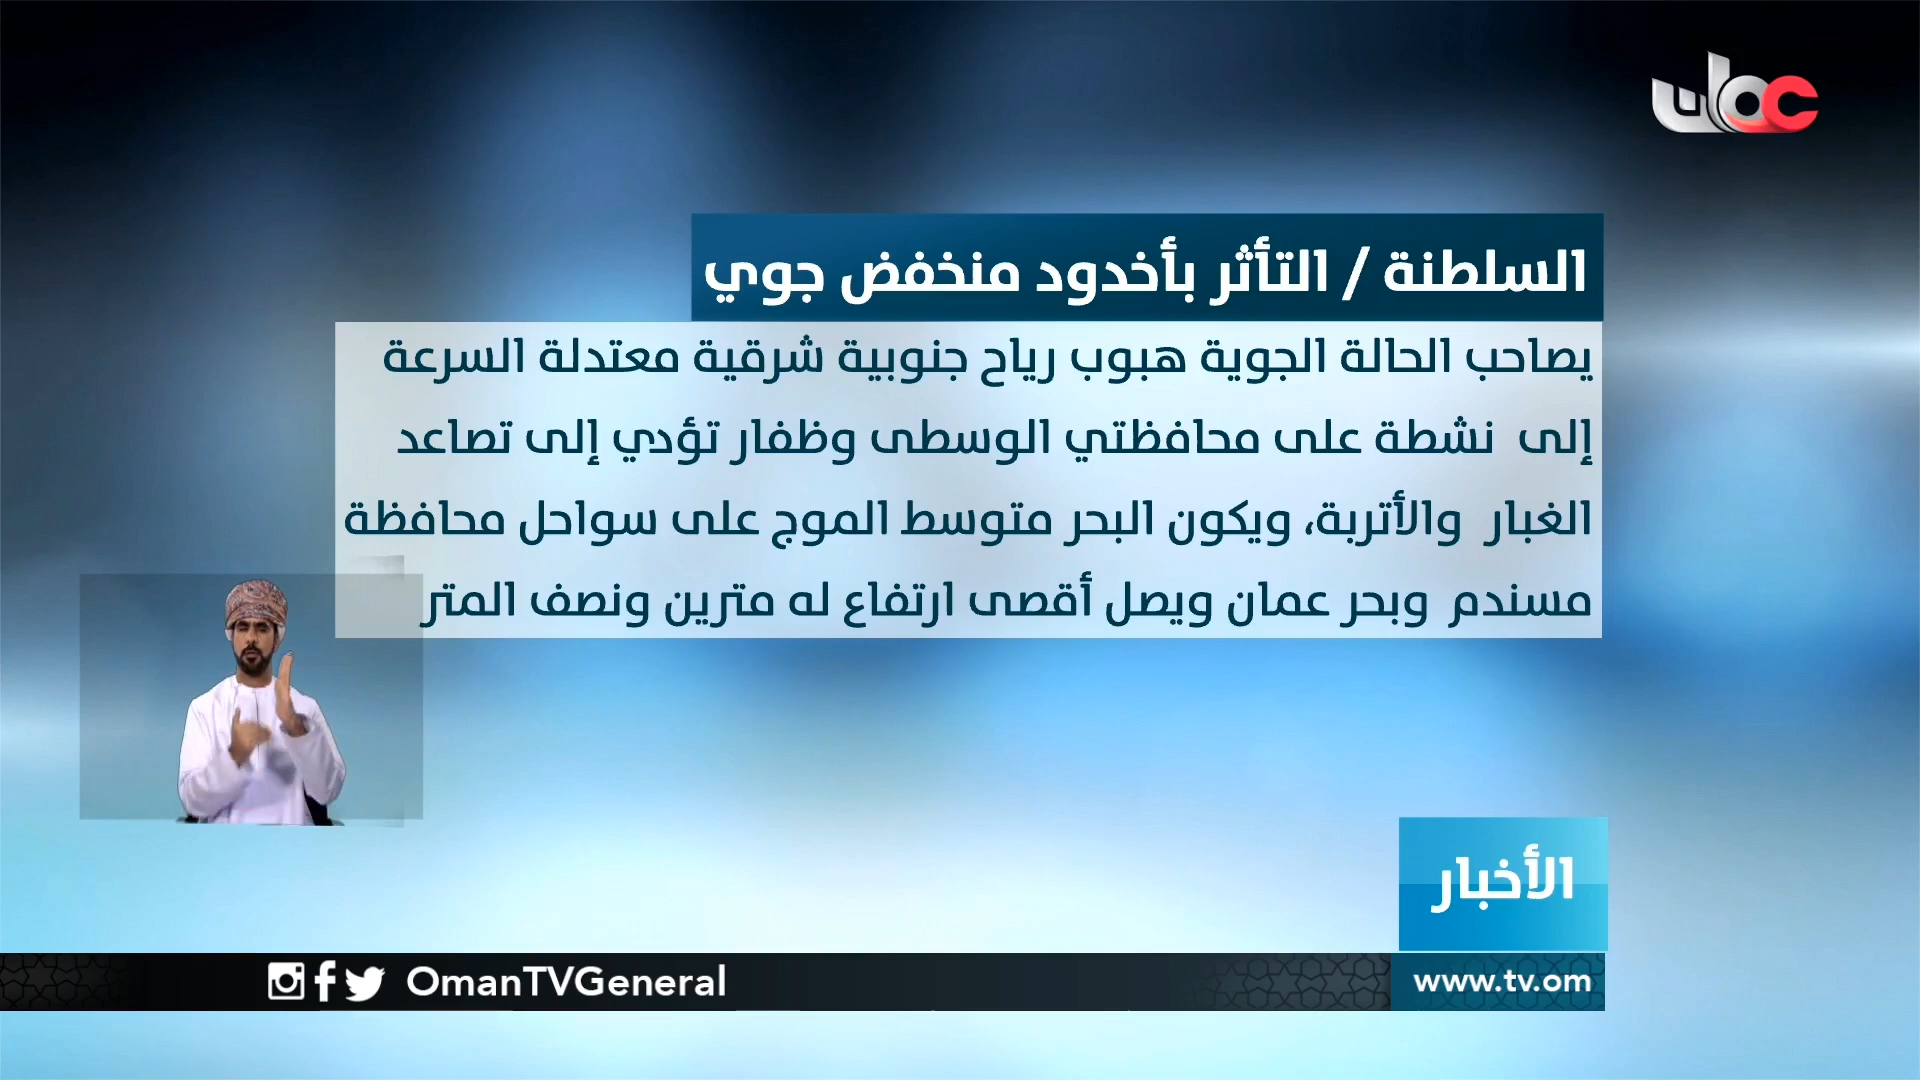 عمان
السلطنة / التأثر بأخدود منخفض جوي
يصاحب الحالة الجوية هبوب رياح جنوبية شرقية معتدلة السرعة
إلى نشطة على محافظتي الوسطى وظفار تؤدي إلى تصاعد
الغبار والأتربة، ويكون البحر متوسط الموج على سواحل محافظة
مسندم وبحر عمان ويصل أقصى ارتفاع له مترين ونصف المتر
الأخبار
OmanTVGeneral
www.tv.om